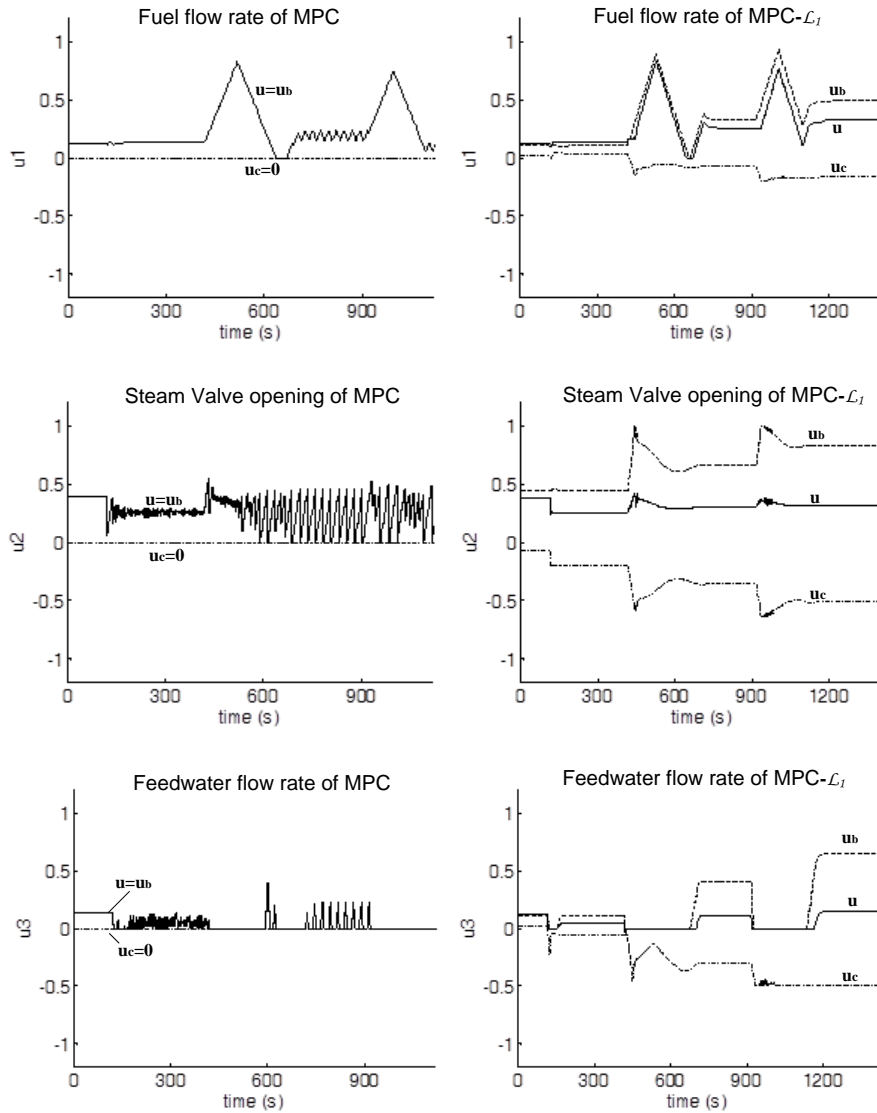 Fuel flow rate of MPC
1
0.5
0
-0.5
-1
u1
u=ub
uc=0
0 300 600 900
time (s)
Fuel flow rate of MPC-ℒ1
1
0.5
0
-0.5
-1
u1
ub
u
uc
0 300 600 900 1200
time (s)
Steam Valve opening of MPC
1
0.5
0
-0.5
-1
u2
u=ub
uc=0
0 300 600 900
time (s)
Steam Valve opening of MPC-ℒ1
1
0.5
0
-0.5
-1
u2
ub
u
uc
0 300 600 900 1200
time (s)
Feedwater flow rate of MPC
1
0.5
0
-0.5
-1
u3
u=ub
uc=0
0 300 600 900
time (s)
Feedwater flow rate of MPC-ℒ1
1
0.5
0
-0.5
-1
u3
ub
u
uc
0 300 600 900 1200
time (s)